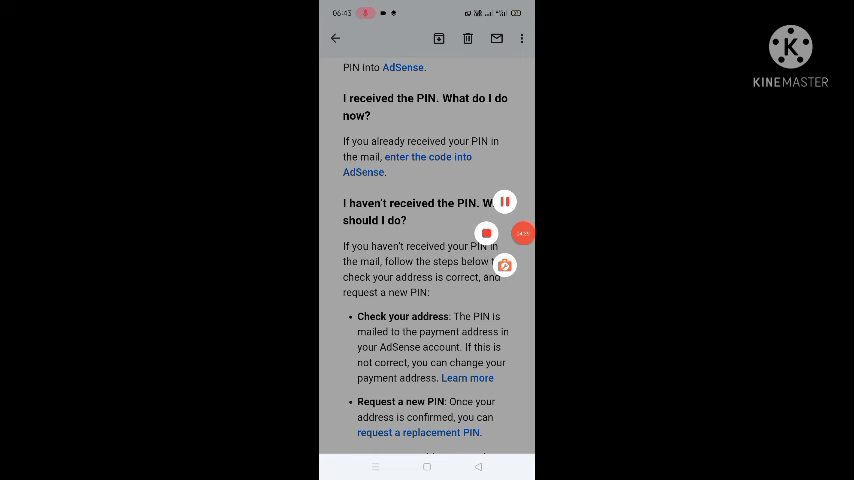 06:43
K
KINEMASTER
PIN into AdSense.
I received the PIN. What do I do
now?
If you already received your PIN in
the mail, enter the code into
AdSense.
I haven't received the PIN. W
should I do?
If you haven't received your PIN in
the mail, follow the steps below
check your address is correct, and
request a new PIN:
• Check your address: The PIN is
mailed to the payment address in
your AdSense account. If this is
not correct, you can change your
payment address. Learn more
• Request a new PIN: Once your
address is confirmed, you can
request a replacement PIN.